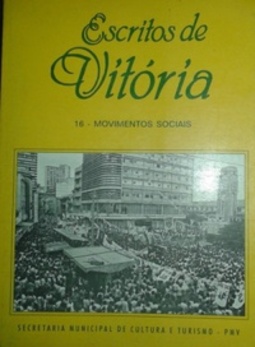 Escritos de
Vitória
16 - MOVIMENTOS SOCIAIS
SECRETARIA MUNICIPAL DE CULTURA E TURISMO - PMV